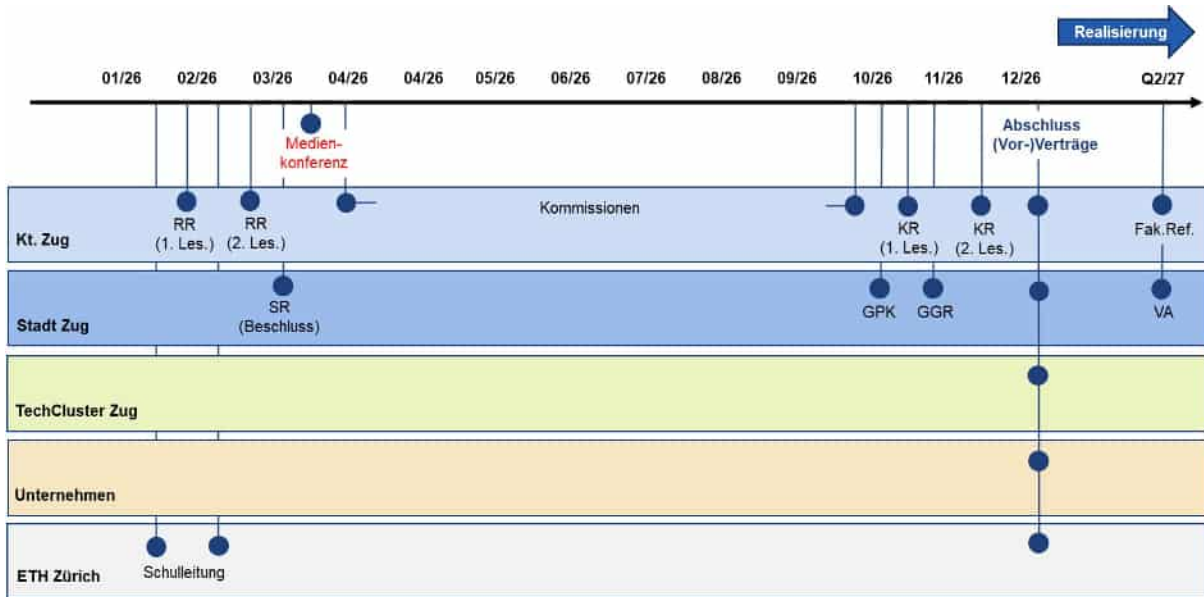 Realisierung
01/26 02/26 03/26 04/26 04/26 05/26 06/26 07/26 08/26 09/26 10/26 11/26 12/26 Q2/27
Medien-
konferenz
Abschluss
(Vor-)Verträge
Kt. Zug
RR
(1. Les.)
RR
(2. Les.)
Kommissionen
KR
(1. Les.)
KR
(2. Les.)
Fak.Ref.
Stadt Zug
SR
(Beschluss)
GPK
GGR
VA
TechCluster Zug
Unternehmen
ETH Zürich
Schulleitung